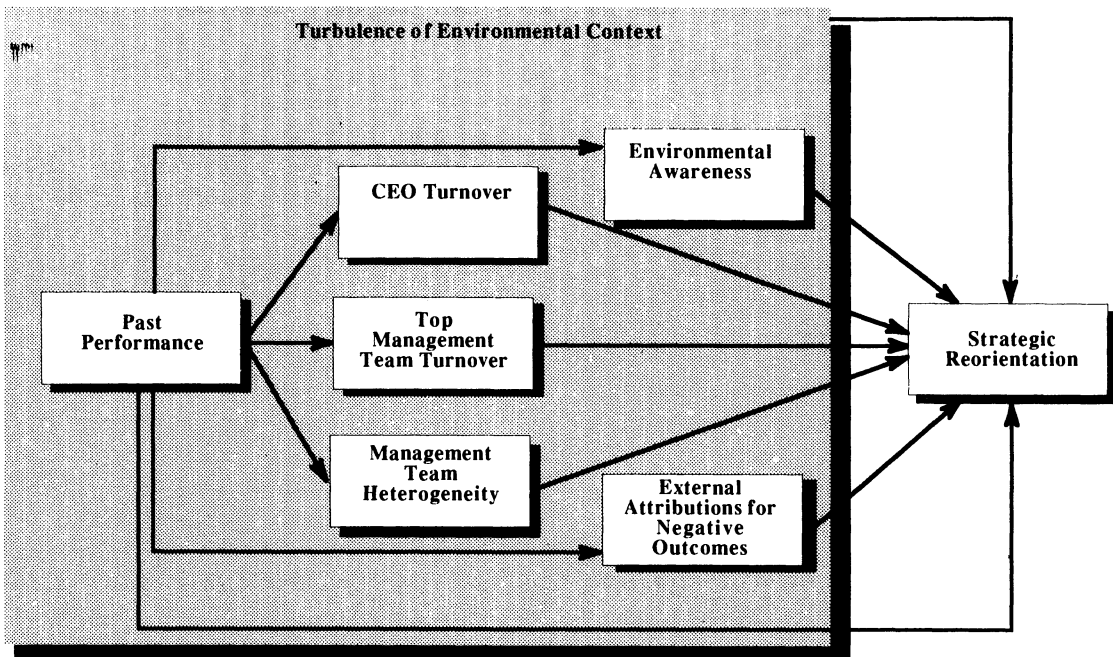 Turbulence of Environmental Context
Environmental
Awareness
CEO Turnover
Past
Performance
Top
Management
Team Turnover
Strategic
Reorientation
Management
Team
Heterogeneity
External
Attributions for
Negative
Outcomes